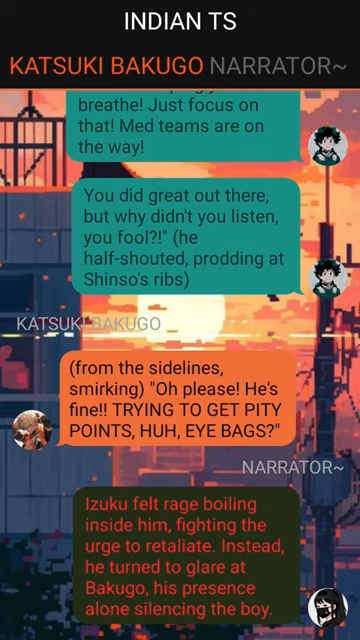 INDIAN TS
KATSUKI BAKUGO NARRATOR~
breathe! Just focus on
that! Med teams are on
the way!
You did great out there,
but why didn't you listen,
you fool?!" (he
half-shouted, prodding at
Shinso's ribs)
KATSUKI BAKUGO
(from the sidelines,
smirking) "Oh please! He's
fine!! TRYING TO GET PITY
POINTS, HUH, EYE BAGS?"
NARRATOR~
Izuku felt rage boiling
inside him, fighting the
urge to retaliate. Instead,
he turned to glare at
Bakugo, his presence
alone silencing the boy.